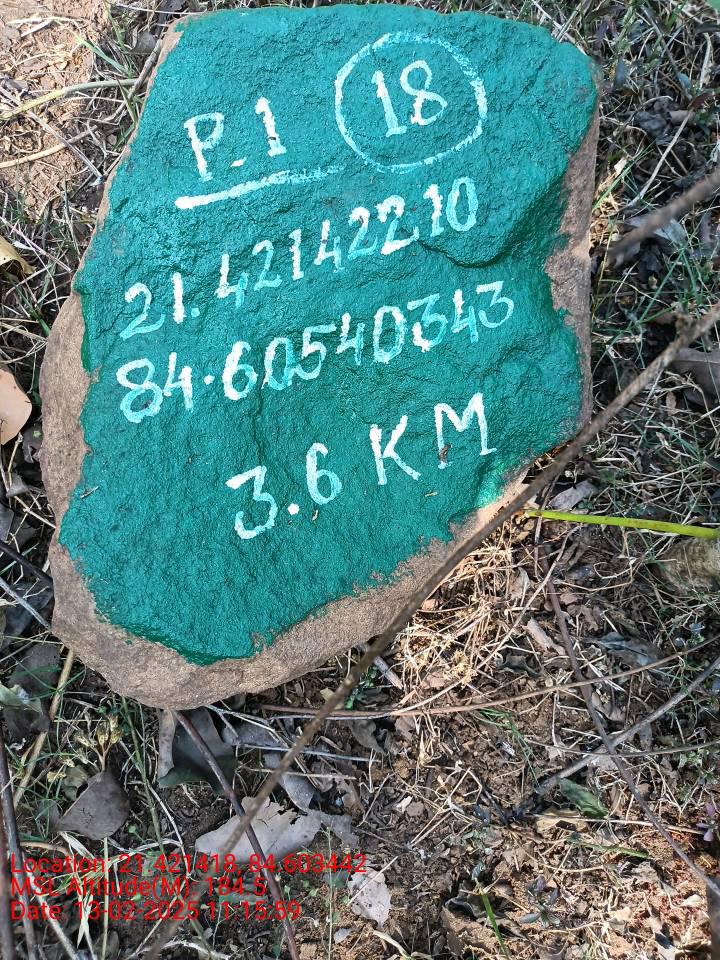 P-1 18
21.42142210
84.60540343
3.6 KM
Location: 21.421418,84.603442
MSL Altitude(M): 184.5
Date: 13-02-2025 11:15:59